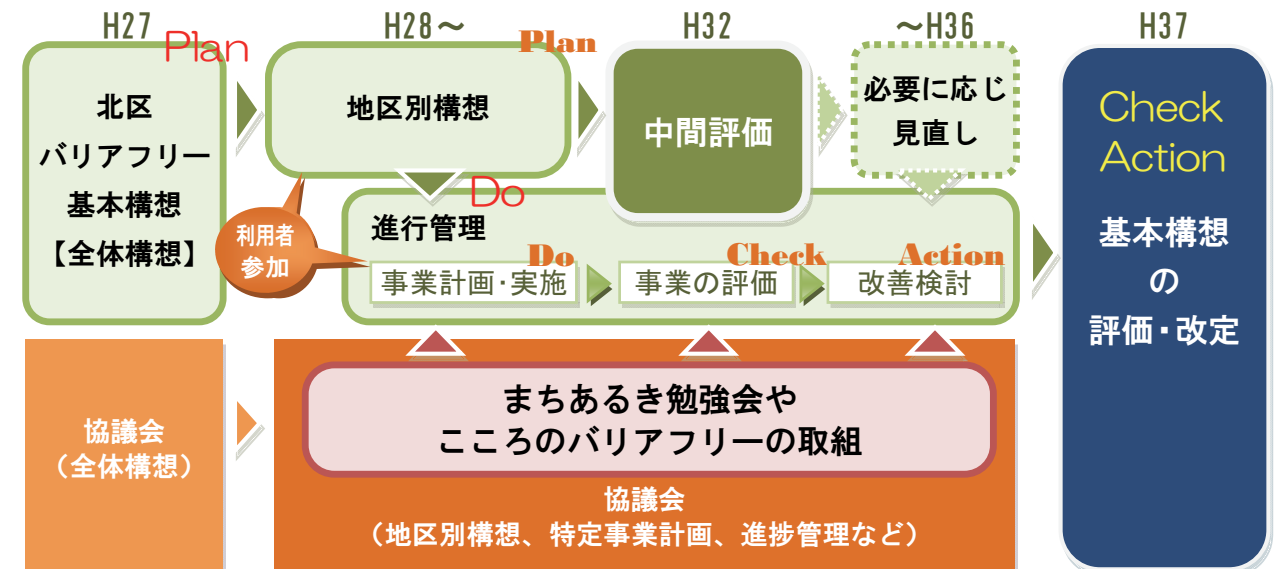 H27
H28～
H32
～H36
H37
Plan
北区
バリアフリー
基本構想
【全体構想】
Plan
地区別構想
中間評価
必要に応じ
見直し
Check
Action
基本構想
の
評価・改定
利用者
参加
Do
進行管理
Do
事業計画・実施
Check
事業の評価
Action
改善検討
協議会
（全体構想）
まちあるき勉強会や
こころのバリアフリーの取組
協議会
（地区別構想、特定事業計画、進捗管理など）